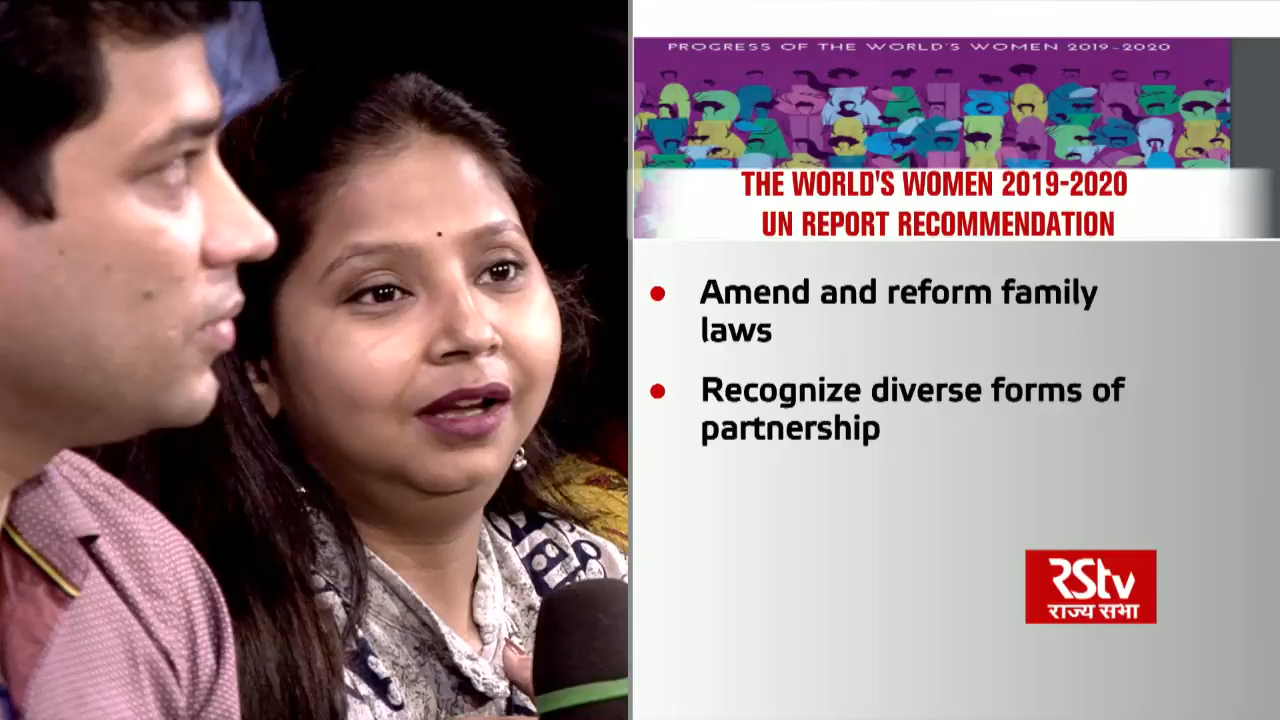 PROGRESS OF THE WORLD'S WOMEN 2019-2020
THE WORLD'S WOMEN 2019-2020
UN REPORT RECOMMENDATION
• Amend and reform family
laws
• Recognize diverse forms of
partnership
RStv
राज्य सभा